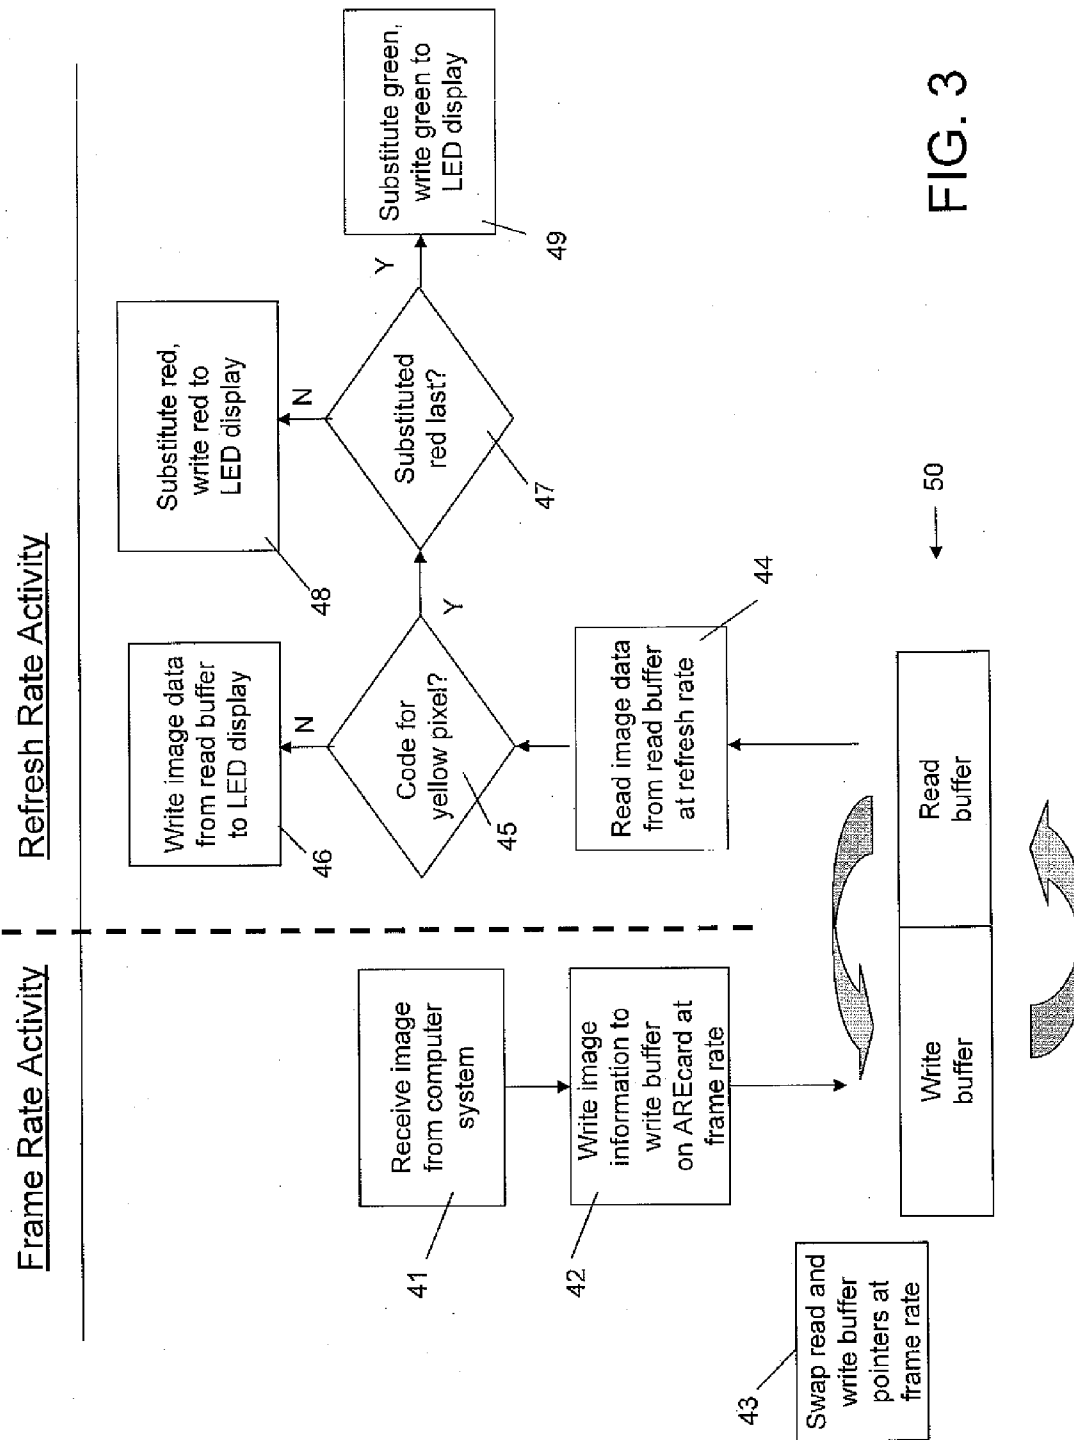 Frame Rate Activity
Refresh Rate Activity
Receive image
from computer
system
41
Write image
information to
write buffer
on AREcard at
frame rate
42
Swap read and
write buffer
pointers at
frame rate
43
Write
buffer
Read
buffer
50
Read image data
from read buffer
at refresh rate
44
Code for
yellow pixel?
45
N
Y
Write image data
from read buffer
to LED display
46
Substituted
red last?
47
N
Y
Substitute red,
write red to
LED display
48
Substitute green,
write green to
LED display
49
FIG. 3